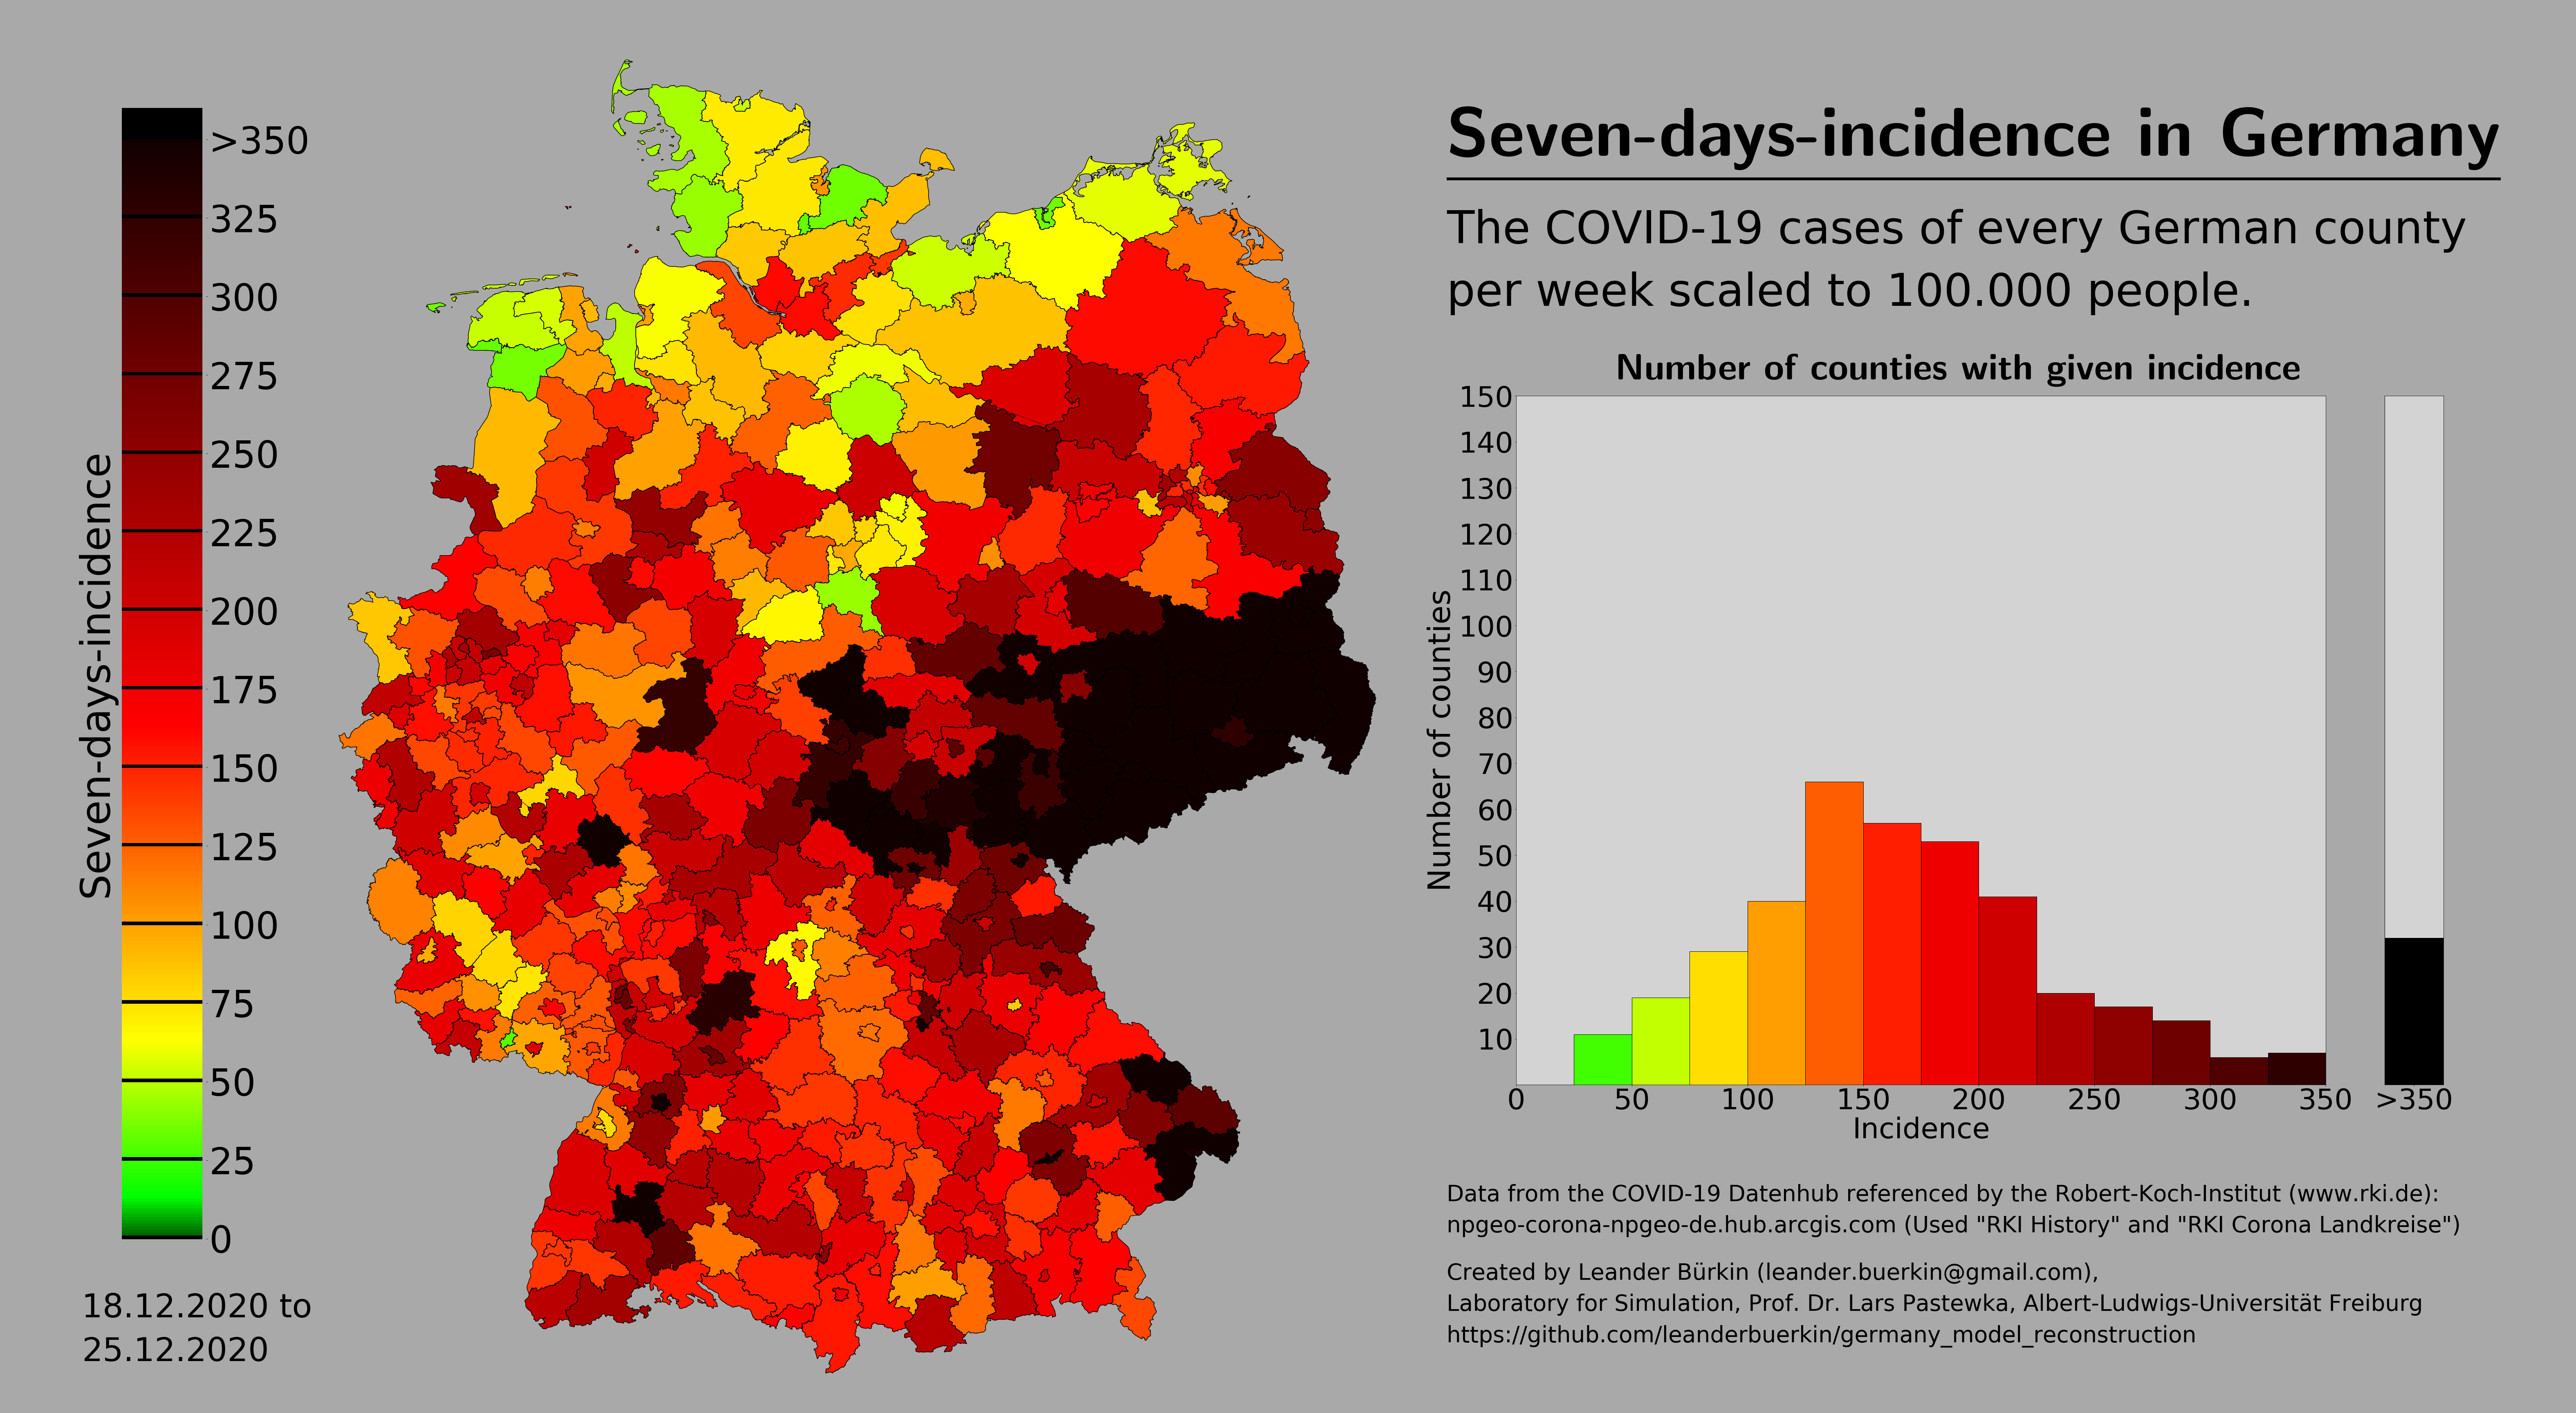 Seven-days-incidence in Germany
The COVID-19 cases of every German county
per week scaled to 100.000 people.
>350
325
300
275
250
225
200
175
150
125
100
75
50
25
0
Seven-days-incidence
18.12.2020 to
25.12.2020
Number of counties with given incidence
150
140
130
120
110
100
90
80
70
60
50
40
30
20
10
Number of counties
0 50 100 150 200 250 300 350 >350
Incidence
Data from the COVID-19 Datenhub referenced by the Robert-Koch-Institut (www.rki.de):
npgeo-corona-npgeo-de.hub.arcgis.com (Used "RKI History" and "RKI Corona Landkreise")
Created by Leander Bürkin (leander.buerkin@gmail.com),
Laboratory for Simulation, Prof. Dr. Lars Pastewka, Albert-Ludwigs-Universität Freiburg
https://github.com/leanderbuerkin/germany_model_reconstruction